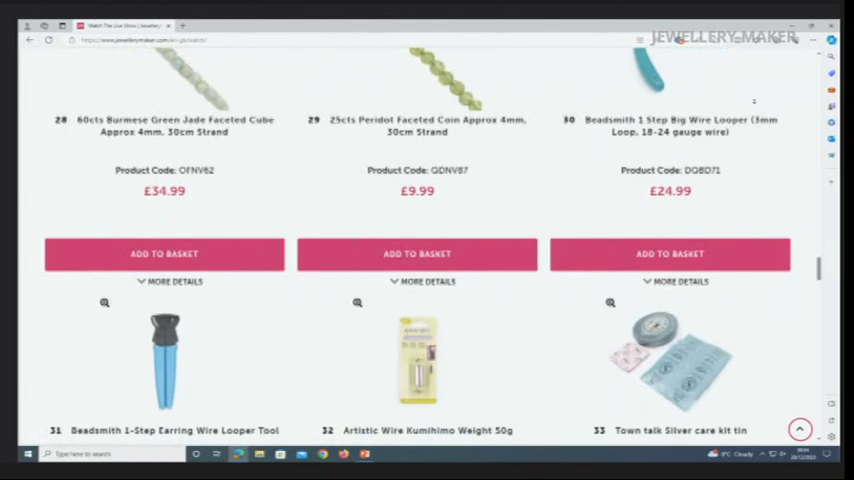 Watch The Live Show | Jewellery
https://www.jewellerymaker.com/en-gb/watch/
JEWELLERY MAKER
28 60cts Burmese Green Jade Faceted Cube
Approx 4mm, 30cm Strand
Product Code: OFNV62
£34.99
ADD TO BASKET
MORE DETAILS
29 25cts Peridot Faceted Coin Approx 4mm,
30cm Strand
Product Code: QDNV87
£9.99
ADD TO BASKET
MORE DETAILS
30 Beadsmith 1 Step Big Wire Looper (3mm
Loop, 18-24 gauge wire)
Product Code: DQBD71
£24.99
ADD TO BASKET
MORE DETAILS
31 Beadsmith 1-Step Earring Wire Looper Tool
32 Artistic Wire Kumihimo Weight 50g
33 Town talk Silver care kit tin
Type here to search
Cloudy